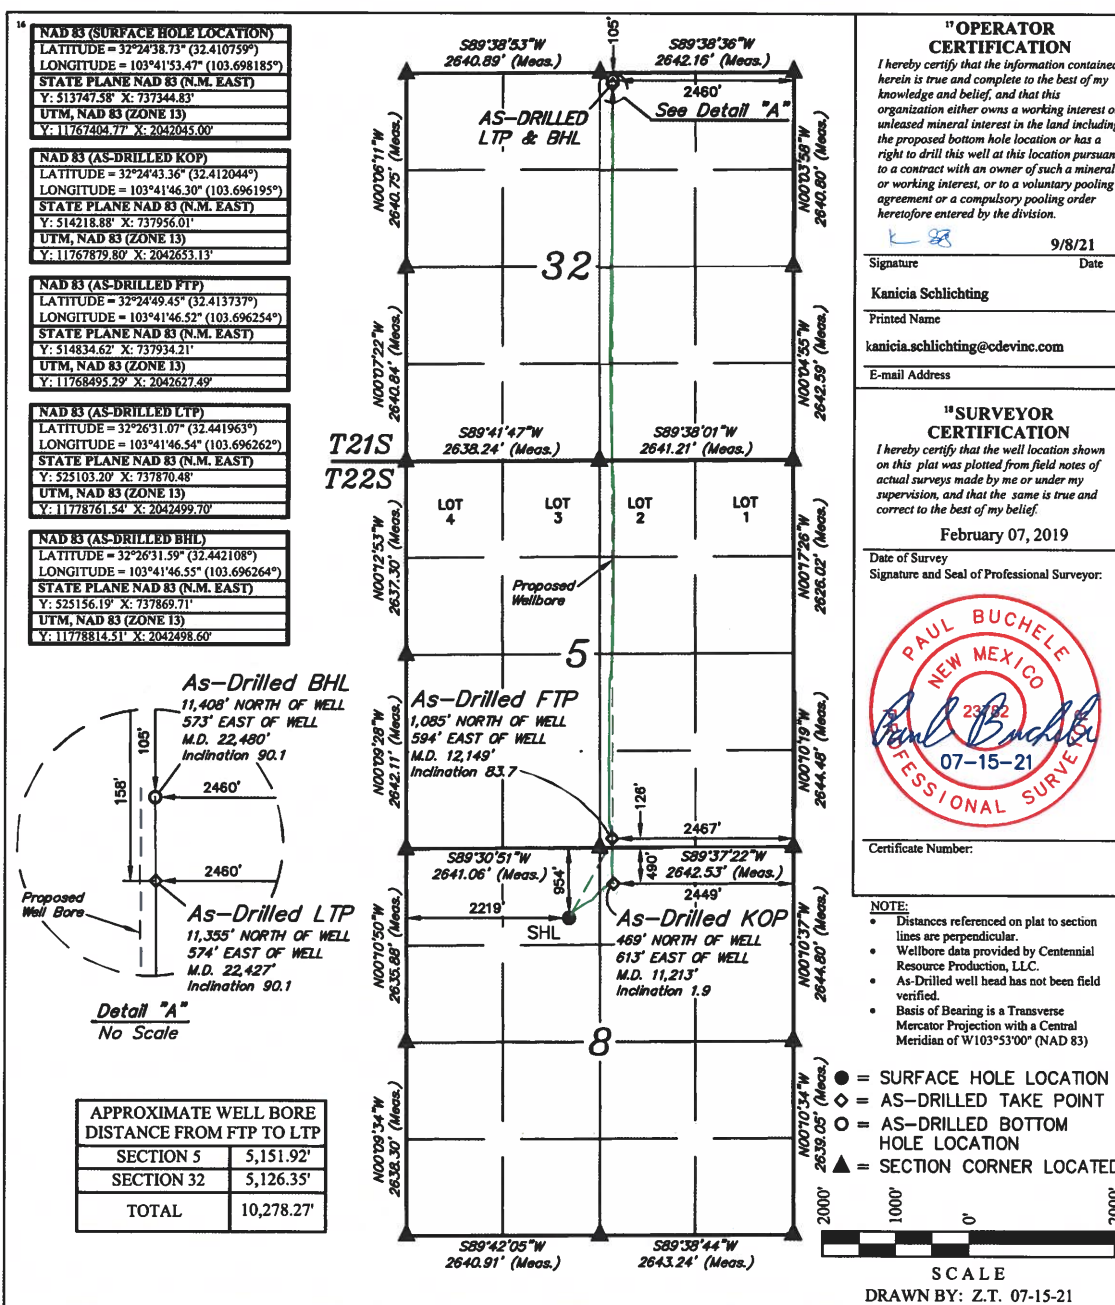 16
NAD 83 (SURFACE HOLE LOCATION)
LATITUDE = 32°24'38.73" (32.410759°)
LONGITUDE = 103°41'53.47" (103.698185°)
STATE PLANE NAD 83 (N.M. EAST)
Y: 513747.58' X: 737344.83'
UTM, NAD 83 (ZONE 13)
Y: 11767404.77' X: 2042045.00'
NAD 83 (AS-DRILLED KOP)
LATITUDE = 32°24'43.36" (32.412044°)
LONGITUDE = 103°41'46.30" (103.696195°)
STATE PLANE NAD 83 (N.M. EAST)
Y: 514218.88' X: 737956.01'
UTM, NAD 83 (ZONE 13)
Y: 11767879.80' X: 2042653.13'
NAD 83 (AS-DRILLED FTP)
LATITUDE = 32°24'49.45" (32.413737°)
LONGITUDE = 103°41'46.52" (103.696254°)
STATE PLANE NAD 83 (N.M. EAST)
Y: 514834.62' X: 737934.21'
UTM, NAD 83 (ZONE 13)
Y: 11768495.29' X: 2042627.49'
NAD 83 (AS-DRILLED LTP)
LATITUDE = 32°26'31.07" (32.441963°)
LONGITUDE = 103°41'46.54" (103.696262°)
STATE PLANE NAD 83 (N.M. EAST)
Y: 525103.20' X: 737870.48'
UTM, NAD 83 (ZONE 13)
Y: 11778761.54' X: 2042499.70'
NAD 83 (AS-DRILLED BHL)
LATITUDE = 32°26'31.59" (32.442108°)
LONGITUDE = 103°41'46.55" (103.696264°)
STATE PLANE NAD 83 (N.M. EAST)
Y: 525156.19' X: 737869.71'
UTM, NAD 83 (ZONE 13)
Y: 11778814.51' X: 2042498.60'
As-Drilled BHL
11,408' NORTH OF WELL
573' EAST OF WELL
M.D. 22,480'
Inclination 90.1
105'
158'
2460'
2460'
Proposed
Well Bore
As-Drilled LTP
11,355' NORTH OF WELL
574' EAST OF WELL
M.D. 22,427'
Inclination 90.1
Detail "A"
No Scale
APPROXIMATE WELL BORE
DISTANCE FROM FTP TO LTP
SECTION 5 5,151.92'
SECTION 32 5,126.35'
TOTAL 10,278.27'
S89°38'53"W
2640.89' (Meas.)
105'
S89°38'36"W
2642.16' (Meas.)
2460'
AS-DRILLED
LTP & BHL
See Detail "A"
N00°06'11"W
2640.75' (Meas.)
N00°03'58"W
2640.80' (Meas.)
32
N00°07'22"W
2640.84' (Meas.)
N00°04'55"W
2642.59' (Meas.)
T21S
T22S
S89°41'47"W
2638.24' (Meas.)
S89°38'01"W
2641.21' (Meas.)
LOT
4
LOT
3
LOT
2
LOT
1
N00°12'53"W
2637.30' (Meas.)
N00°17'26"W
2626.02' (Meas.)
Proposed
Wellbore
5
As-Drilled FTP
1,085' NORTH OF WELL
594' EAST OF WELL
M.D. 12,149'
Inclination 83.7
N00°09'28"W
2642.11' (Meas.)
N00°10'19"W
2644.48' (Meas.)
126'
2467'
S89°30'51"W
2641.06' (Meas.)
S89°37'22"W
2642.53' (Meas.)
954'
490'
2449'
2219'
SHL
As-Drilled KOP
469' NORTH OF WELL
613' EAST OF WELL
M.D. 11,213'
Inclination 1.9
N00°10'50"W
2635.88' (Meas.)
N00°10'37"W
2644.80' (Meas.)
8
N00°09'34"W
2638.30' (Meas.)
N00°10'34"W
2639.05' (Meas.)
S89°42'05"W
2640.91' (Meas.)
S89°38'44"W
2643.24' (Meas.)
17 OPERATOR
CERTIFICATION
I hereby certify that the information contained
herein is true and complete to the best of my
knowledge and belief, and that this
organization either owns a working interest o
unleased mineral interest in the land including
the proposed bottom hole location or has a
right to drill this well at this location pursuan
to a contract with an owner of such a mineral
or working interest, or to a voluntary pooling
agreement or a compulsory pooling order
heretofore entered by the division.
9/8/21
Signature Date
Kanicia Schlichting
Printed Name
kanicia.schlichting@cdevinc.com
E-mail Address
18 SURVEYOR
CERTIFICATION
I hereby certify that the well location shown
on this plat was plotted from field notes of
actual surveys made by me or under my
supervision, and that the same is true and
correct to the best of my belief.
February 07, 2019
Date of Survey
Signature and Seal of Professional Surveyor:
PAUL BUCHELE
NEW MEXICO
23782
Paul Buchele
07-15-21
PROFESSIONAL SURVEYOR
Certificate Number:
NOTE:
• Distances referenced on plat to section
lines are perpendicular.
• Wellbore data provided by Centennial
Resource Production, LLC.
• As-Drilled well head has not been field
verified.
• Basis of Bearing is a Transverse
Mercator Projection with a Central
Meridian of W103°53'00" (NAD 83)
= SURFACE HOLE LOCATION
= AS-DRILLED TAKE POINT
= AS-DRILLED BOTTOM
HOLE LOCATION
= SECTION CORNER LOCATED
2000' 1000' 0' 2000'
SCALE
DRAWN BY: Z.T. 07-15-21